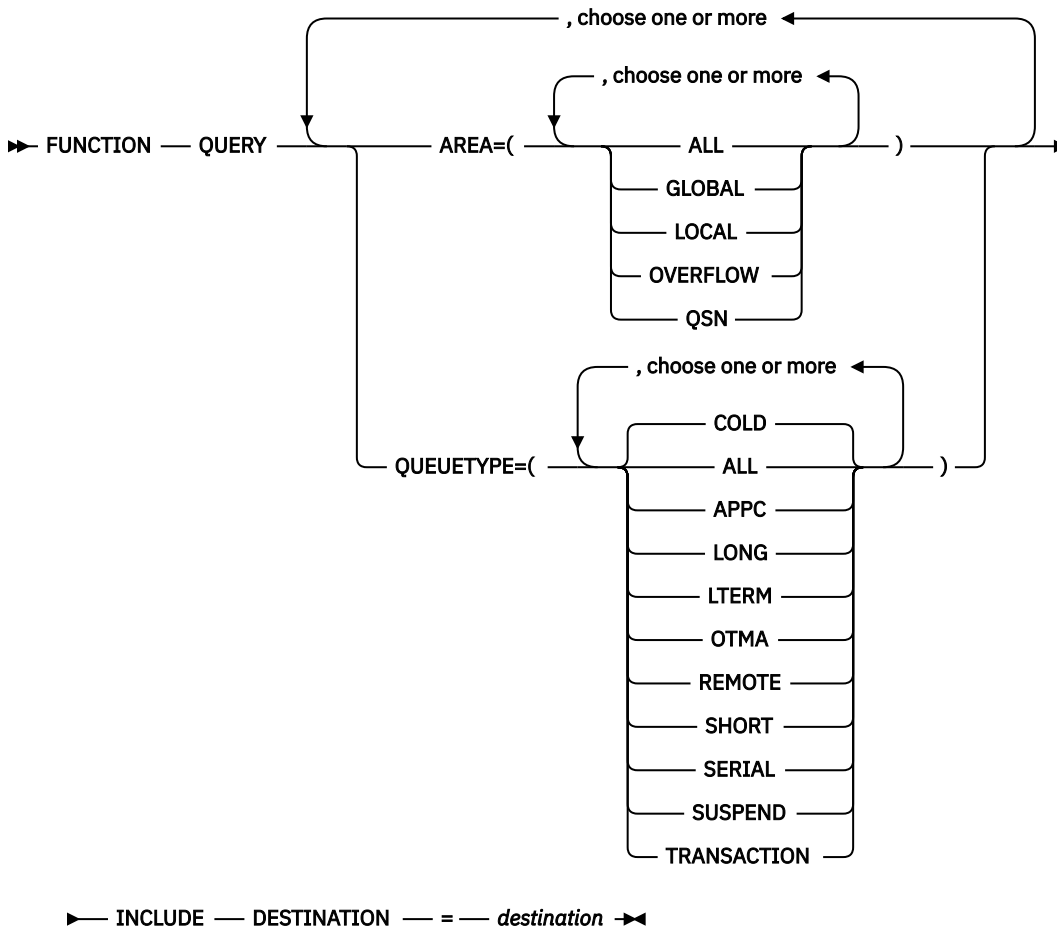 , choose one or more
, choose one or more
FUNCTION QUERY AREA=( ALL )
GLOBAL
LOCAL
OVERFLOW
QSN
, choose one or more
COLD
QUEUETYPE=( ALL )
APPC
LONG
LTERM
OTMA
REMOTE
SHORT
SERIAL
SUSPEND
TRANSACTION
INCLUDE DESTINATION = destination